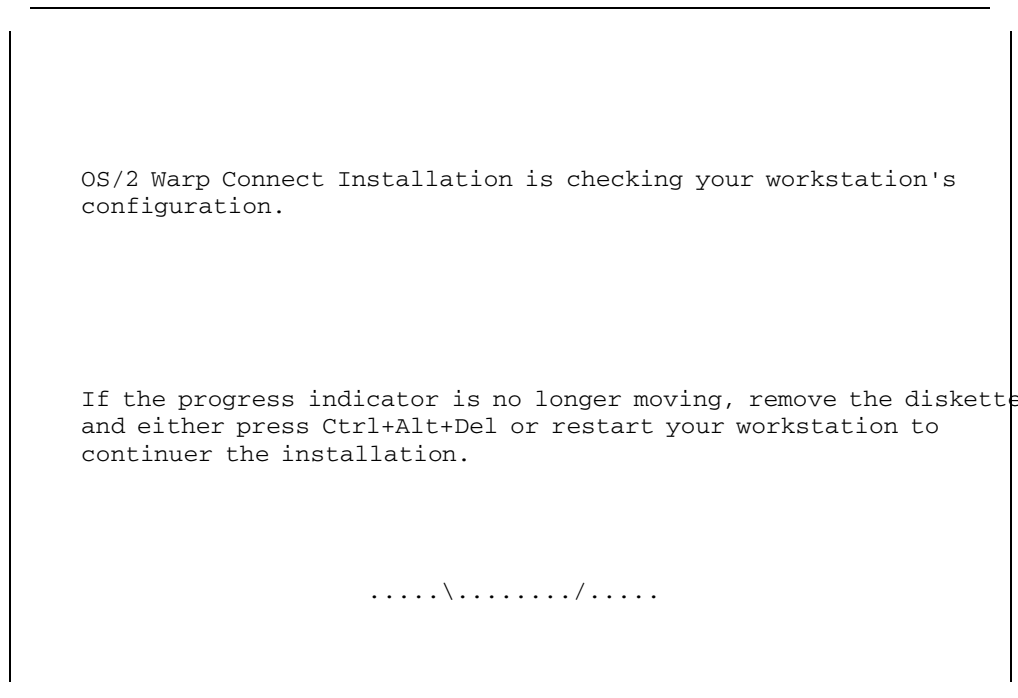 OS/2 Warp Connect Installation is checking your workstation's
configuration.
If the progress indicator is no longer moving, remove the diskette
and either press Ctrl+Alt+Del or restart your workstation to
continuer the installation.
.....\......../.....